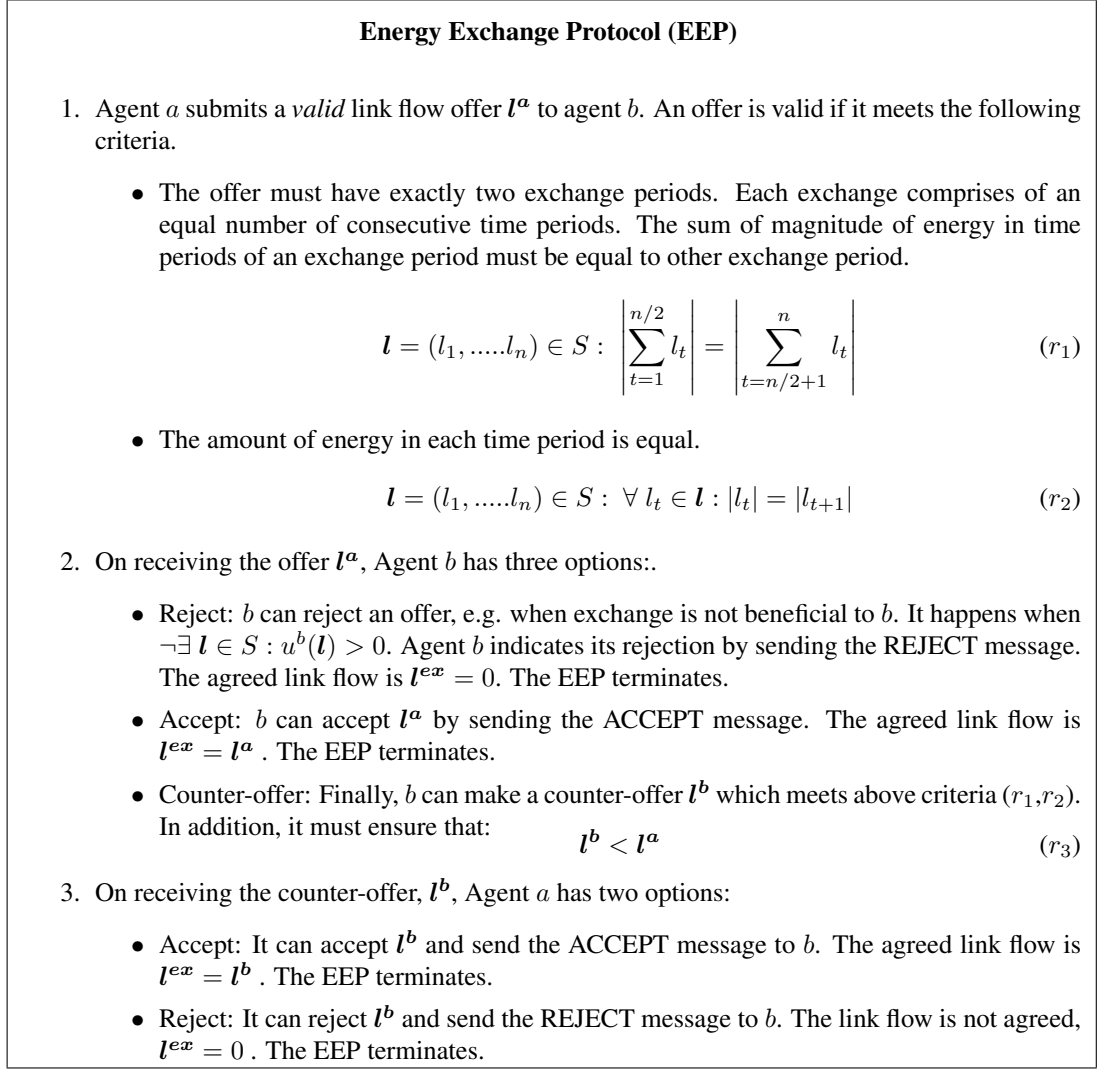 Energy Exchange Protocol (EEP)
1. Agent a submits a valid link flow offer l^a to agent b. An offer is valid if it meets the following
criteria.
• The offer must have exactly two exchange periods. Each exchange comprises of an
equal number of consecutive time periods. The sum of magnitude of energy in time
periods of an exchange period must be equal to other exchange period.
l = (l_1, .....l_n) ∈ S : |∑_{t=1}^{n/2} l_t| = |∑_{t=n/2+1}^{n} l_t| (r_1)
• The amount of energy in each time period is equal.
l = (l_1, .....l_n) ∈ S : ∀ l_t ∈ l : |l_t| = |l_{t+1}| (r_2)
2. On receiving the offer l^a, Agent b has three options:.
• Reject: b can reject an offer, e.g. when exchange is not beneficial to b. It happens when
¬∃ l ∈ S : u^b(l) > 0. Agent b indicates its rejection by sending the REJECT message.
The agreed link flow is l^{ex} = 0. The EEP terminates.
• Accept: b can accept l^a by sending the ACCEPT message. The agreed link flow is
l^{ex} = l^a . The EEP terminates.
• Counter-offer: Finally, b can make a counter-offer l^b which meets above criteria (r_1,r_2).
In addition, it must ensure that:
l^b < l^a (r_3)
3. On receiving the counter-offer, l^b, Agent a has two options:
• Accept: It can accept l^b and send the ACCEPT message to b. The agreed link flow is
l^{ex} = l^b . The EEP terminates.
• Reject: It can reject l^b and send the REJECT message to b. The link flow is not agreed,
l^{ex} = 0 . The EEP terminates.